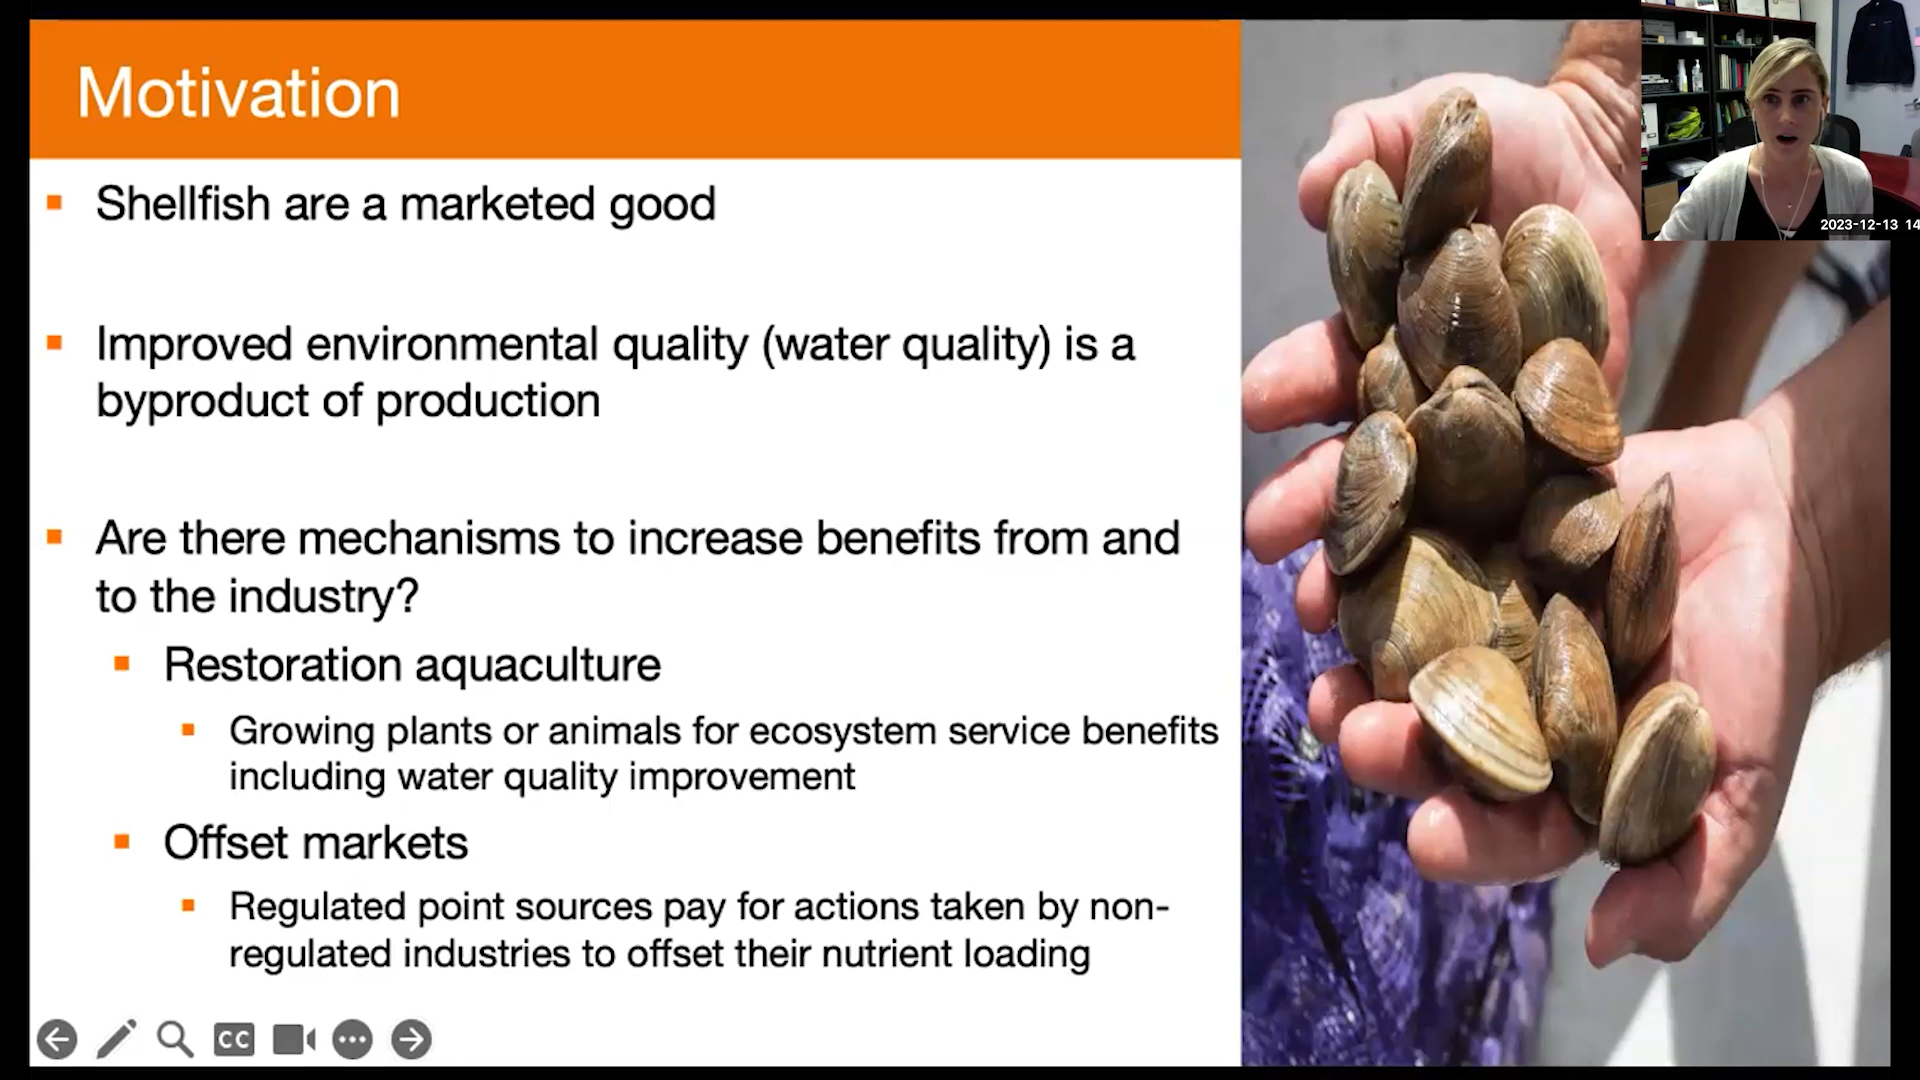 Motivation
Shellfish are a marketed good
Improved environmental quality (water quality) is a
byproduct of production
Are there mechanisms to increase benefits from and
to the industry?
Restoration aquaculture
Growing plants or animals for ecosystem service benefits
including water quality improvement
Offset markets
Regulated point sources pay for actions taken by non-
regulated industries to offset their nutrient loading
CC
2023-12-13 14